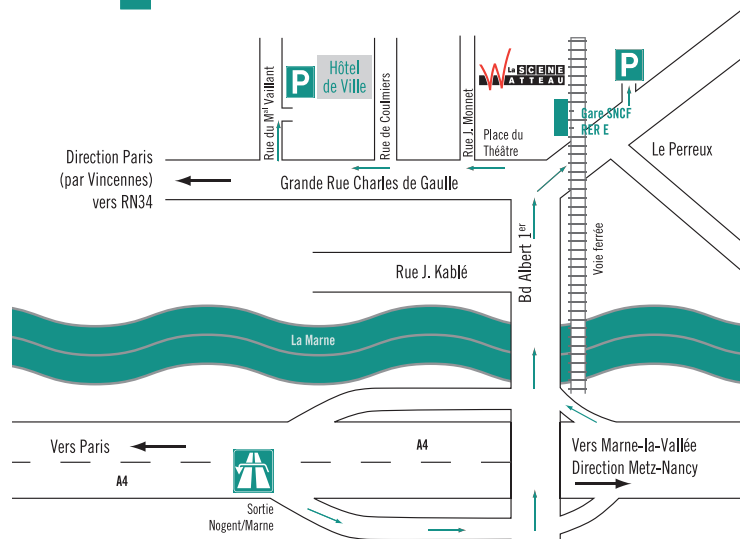 Rue du Mal Vaillant
P
Hôtel
de Ville
Rue de Coulmiers
Rue J. Monnet
La SCENE
WATTEAU
Place du
Théâtre
P
Gare SNCF
RER E
Le Perreux
Direction Paris
(par Vincennes)
vers RN34
Grande Rue Charles de Gaulle
Bd Albert 1er
Voie ferrée
Rue J. Kablé
La Marne
Vers Paris
A4
A4
Vers Marne-la-Vallée
Direction Metz-Nancy
Sortie
Nogent/Marne